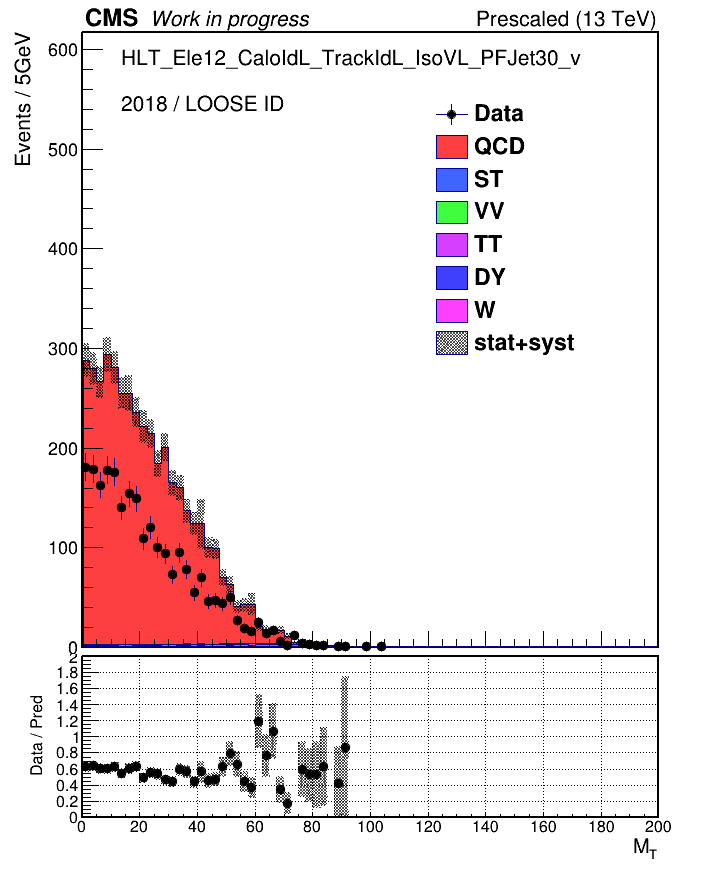 CMS Work in progress Prescaled (13 TeV)
Events / 5GeV
HLT_Ele12_CaloIdL_TrackIdL_IsoVL_PFJet30_v
2018 / LOOSE ID
Data
QCD
ST
VV
TT
DY
W
stat+syst
600
500
400
300
200
100
0
Data / Pred
2
1.8
1.6
1.4
1.2
1
0.8
0.6
0.4
0.2
0
0 20 40 60 80 100 120 140 160 180 200
M_T